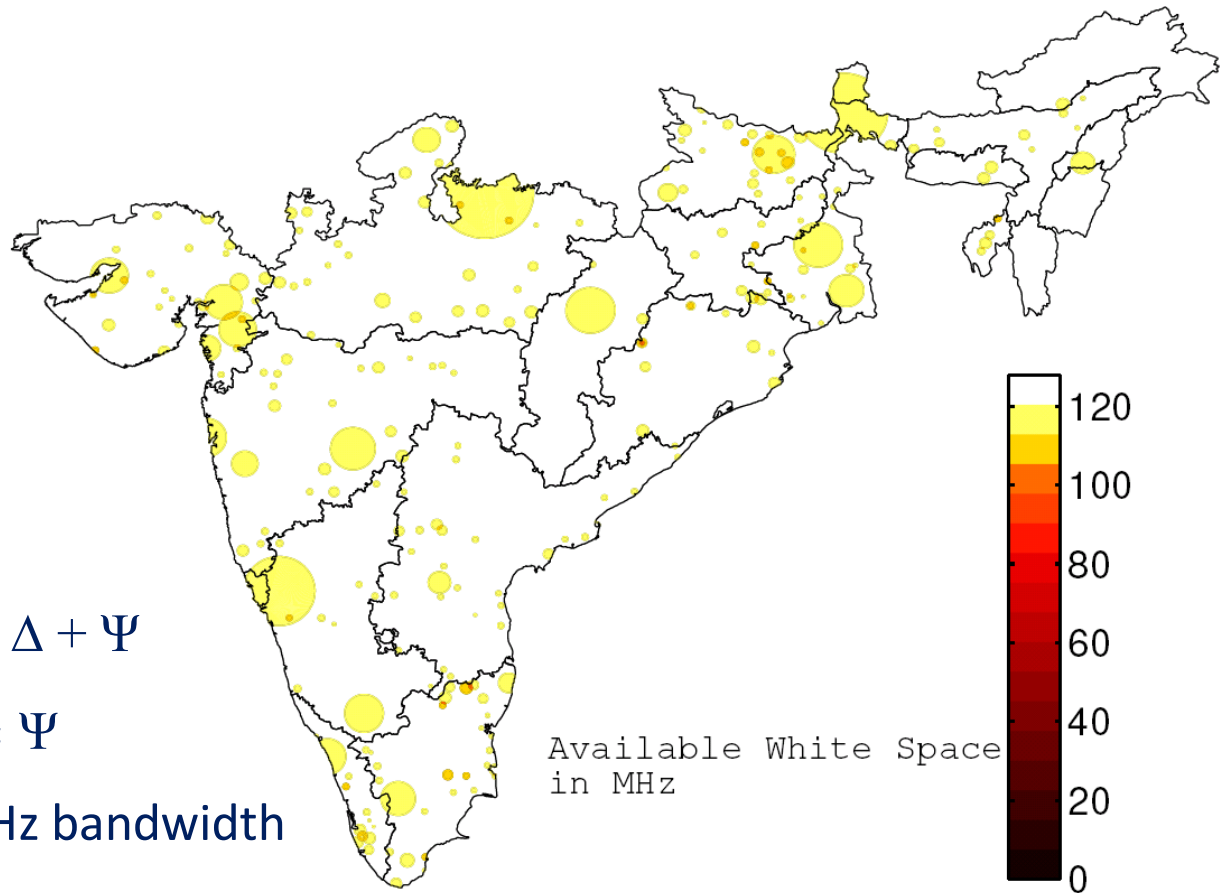 Δ + Ψ
Ψ
Hz bandwidth
Available White Space
in MHz
120
100
80
60
40
20
0